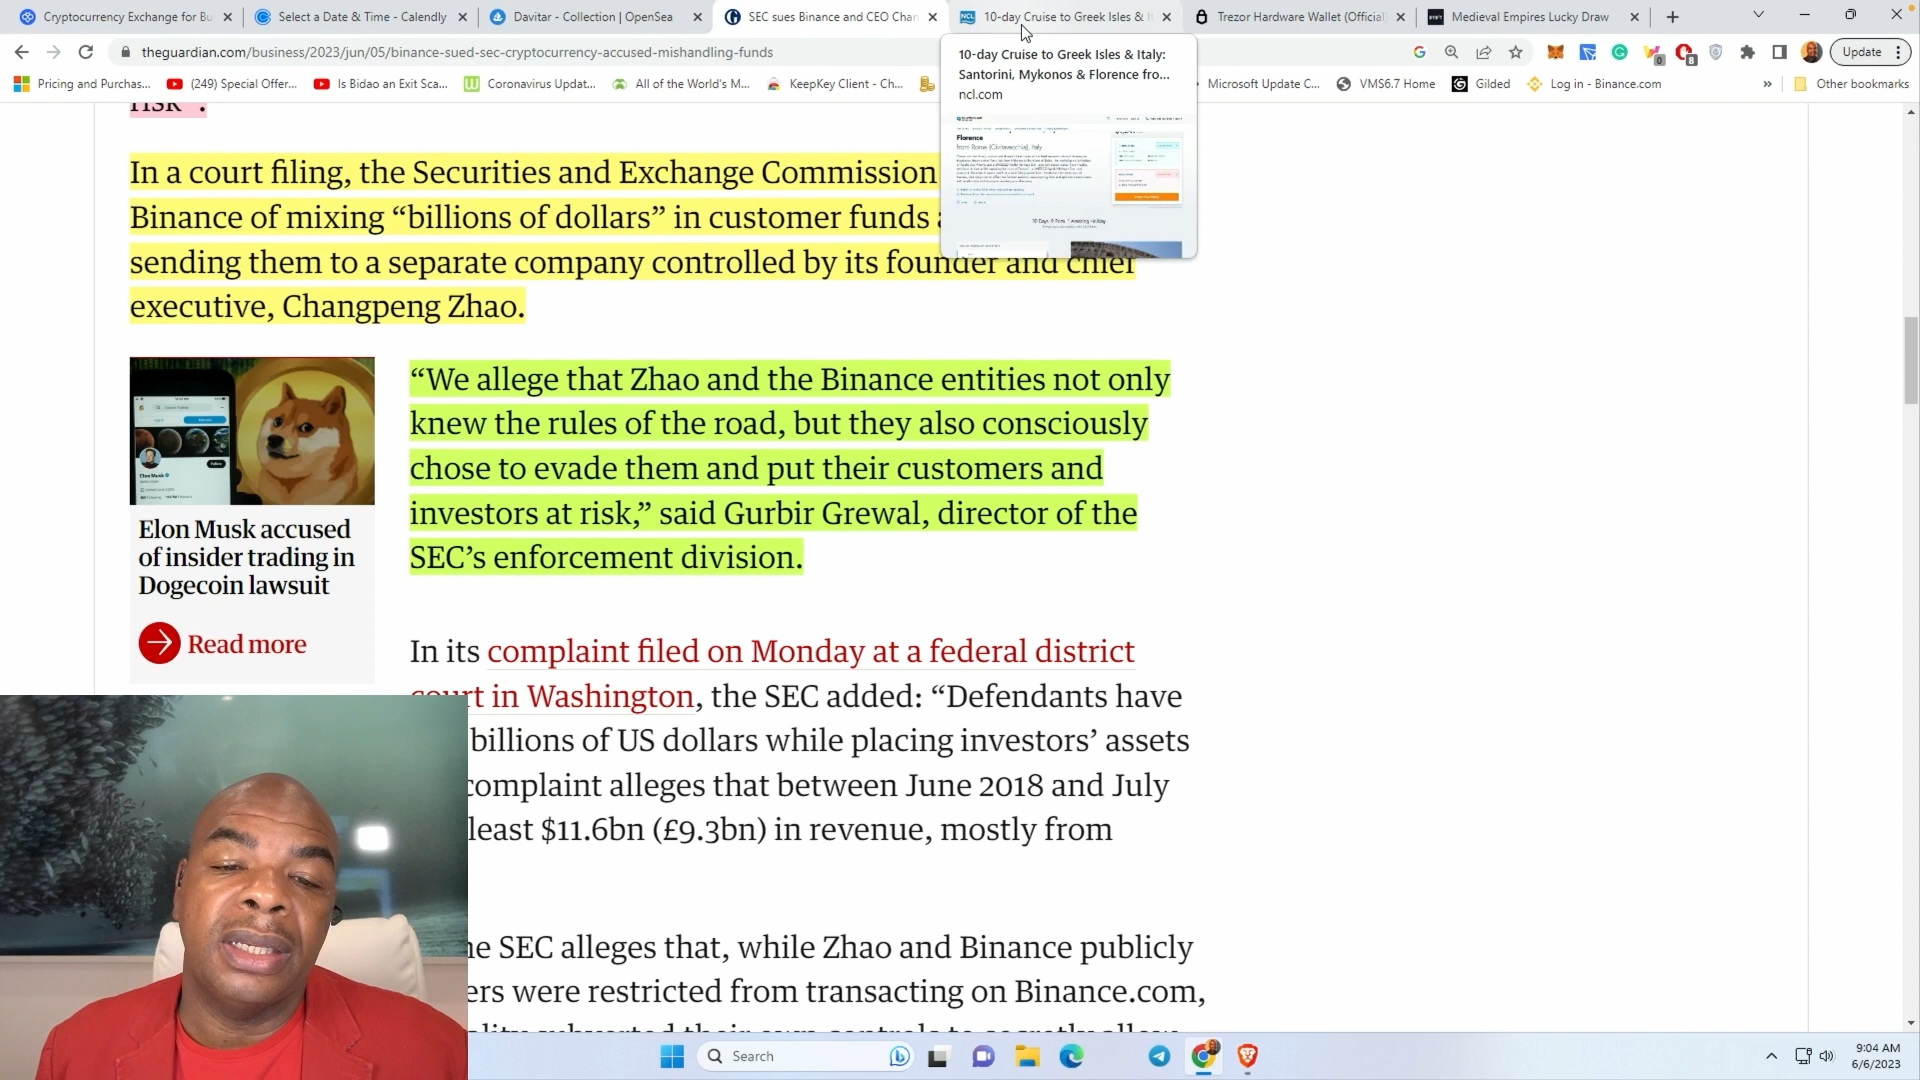 Cryptocurrency Exchange for Bu
Select a Date & Time - Calendly
Davitar - Collection | OpenSea
SEC sues Binance and CEO Chan
10-day Cruise to Greek Isles & It
Trezor Hardware Wallet (Official
Medieval Empires Lucky Draw
theguardian.com/business/2023/jun/05/binance-sued-sec-cryptocurrency-accused-mishandling-funds
Update
Pricing and Purchas...
(249) Special Offer...
Is Bidao an Exit Sca...
Coronavirus Updat...
All of the World's M...
KeepKey Client - Ch...
Microsoft Update C...
VMS6.7 Home
Gilded
Log in - Binance.com
Other bookmarks
10-day Cruise to Greek Isles & Italy:
Santorini, Mykonos & Florence fro...
ncl.com
Florence
from Rome (Civitavecchia), Italy
risk".
In a court filing, the Securities and Exchange Commission
Binance of mixing “billions of dollars” in customer funds
sending them to a separate company controlled by its founder and chief
executive, Changpeng Zhao.
Elon Musk accused
of insider trading in
Dogecoin lawsuit
Read more
“We allege that Zhao and the Binance entities not only
knew the rules of the road, but they also consciously
chose to evade them and put their customers and
investors at risk,” said Gurbir Grewal, director of the
SEC’s enforcement division.
In its complaint filed on Monday at a federal district
court in Washington, the SEC added: “Defendants have
billions of US dollars while placing investors’ assets
complaint alleges that between June 2018 and July
least $11.6bn (£9.3bn) in revenue, mostly from
he SEC alleges that, while Zhao and Binance publicly
ers were restricted from transacting on Binance.com,
Search
9:04 AM
6/6/2023